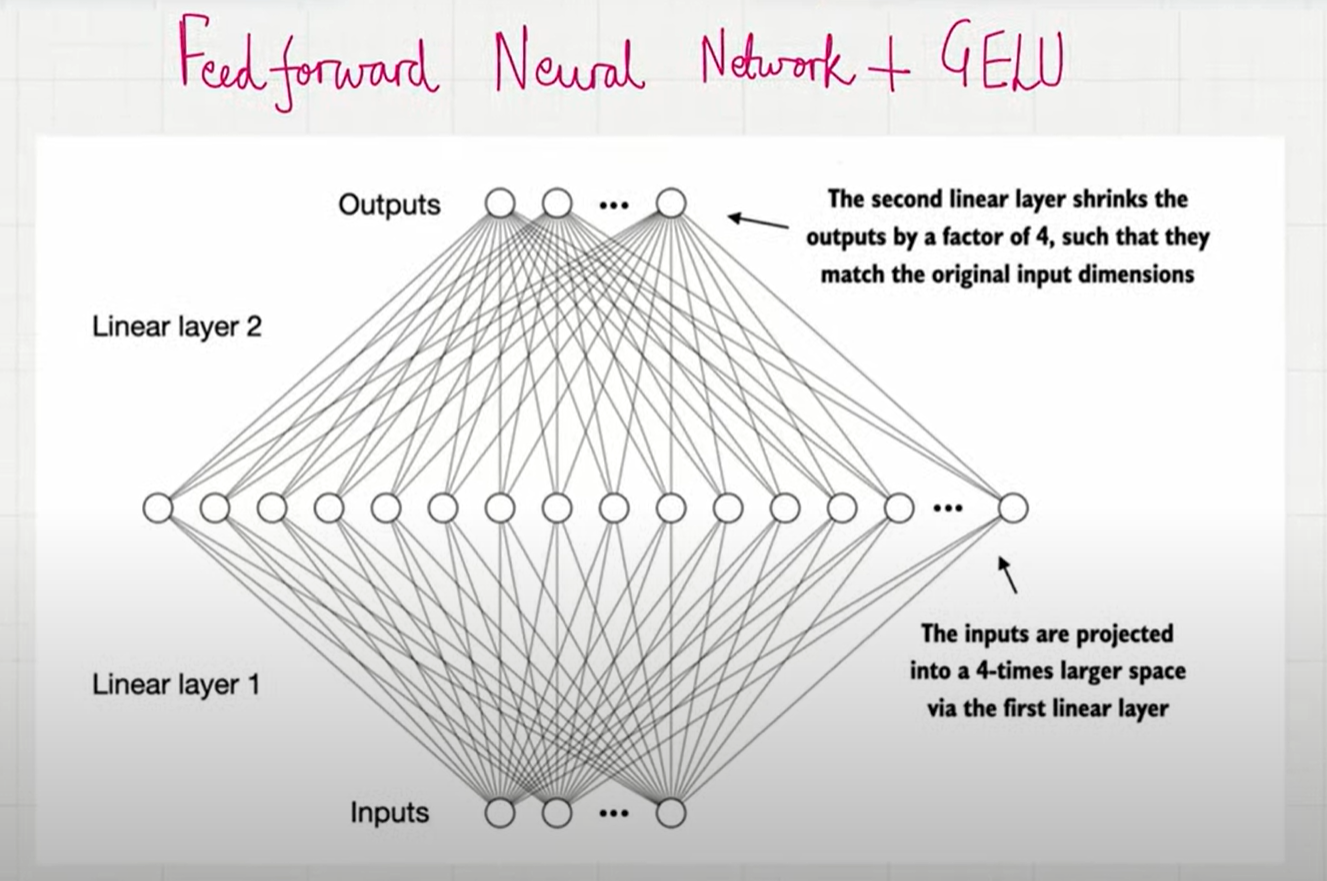 Feedforward Neural Network + GELU
Outputs
The second linear layer shrinks the
outputs by a factor of 4, such that they
match the original input dimensions
Linear layer 2
...
The inputs are projected
into a 4-times larger space
via the first linear layer
Linear layer 1
Inputs